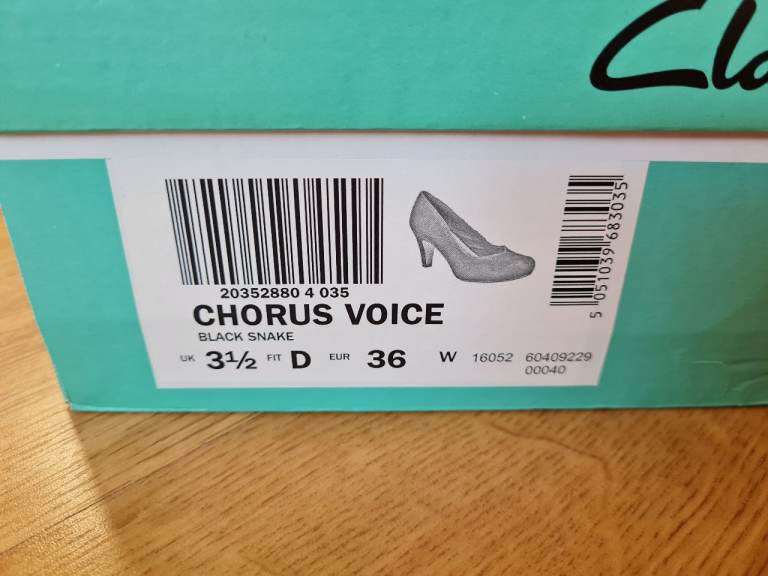 Cla
20352880 4 035
CHORUS VOICE
BLACK SNAKE
UK 3½ FIT D EUR 36 W 16052 60409229
00040
5 051039 683035